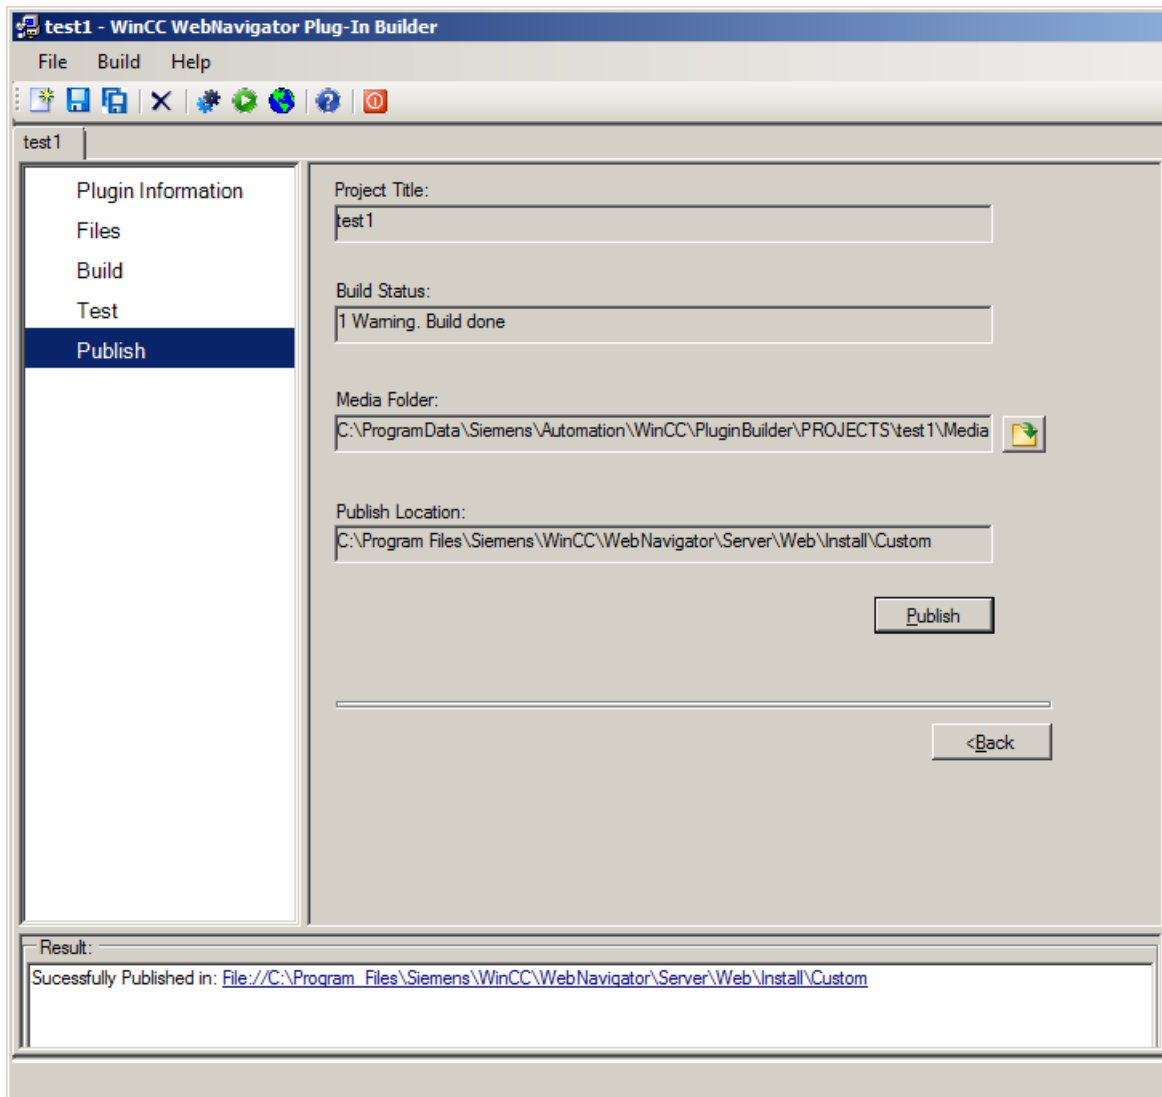 test1 - WinCC WebNavigator Plug-In Builder
File Build Help
test1
Plugin Information
Files
Build
Test
Publish
Project Title:
test1
Build Status:
1 Warning. Build done
Media Folder:
C:\ProgramData\Siemens\Automation\WinCC\PluginBuilder\PROJECTS\test1\Media
Publish Location:
C:\Program Files\Siemens\WinCC\WebNavigator\Server\Web\Install\Custom
Publish
<Back
Result:
Sucessfully Published in: File://C:\Program_Files\Siemens\WinCC\WebNavigator\Server\Web\Install\Custom